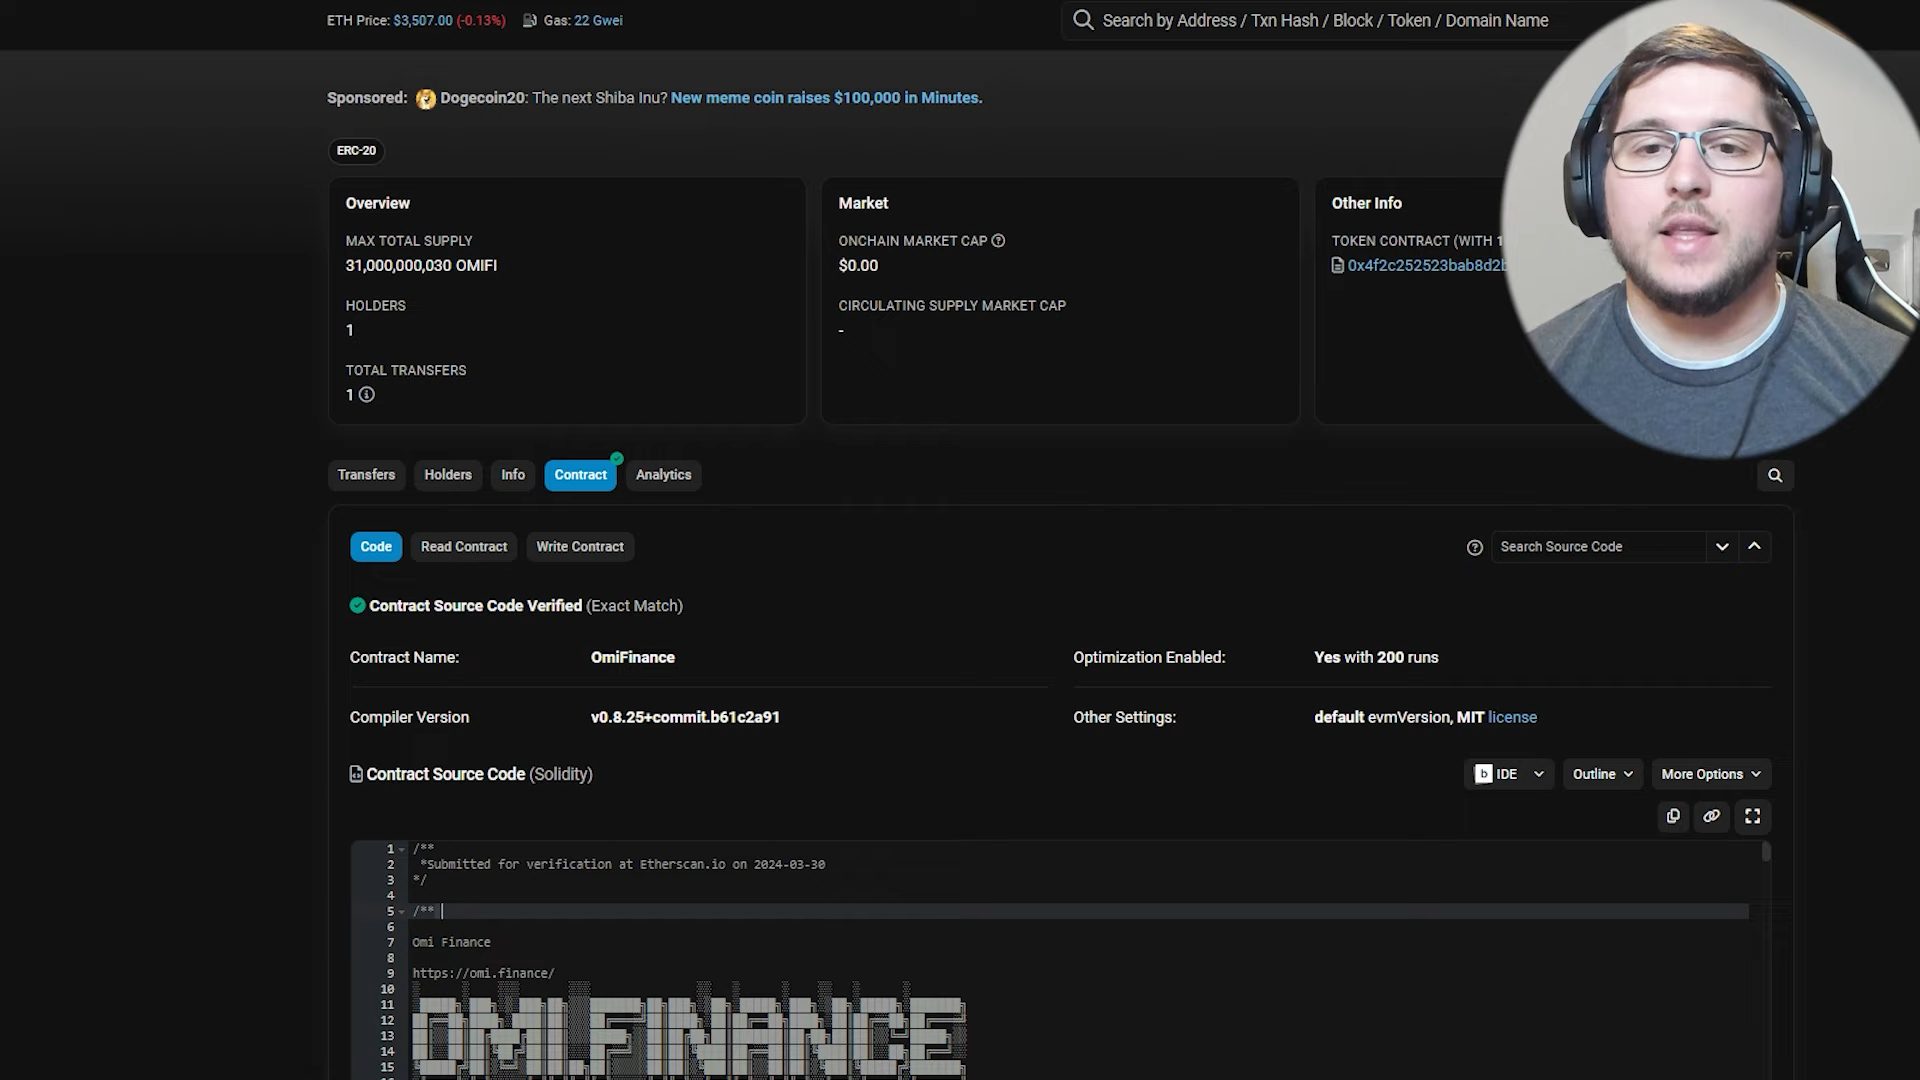 ETH Price: $3,507.00 (-0.13%) Gas: 22 Gwei
Search by Address / Txn Hash / Block / Token / Domain Name
Sponsored: Dogecoin20: The next Shiba Inu? New meme coin raises $100,000 in Minutes.
ERC-20
Overview
MAX TOTAL SUPPLY
31,000,000,030 OMIFI
HOLDERS
1
TOTAL TRANSFERS
1
Market
ONCHAIN MARKET CAP
$0.00
CIRCULATING SUPPLY MARKET CAP
-
Other Info
TOKEN CONTRACT (WITH 1
0x4f2c252523bab8d2b
Transfers Holders Info Contract Analytics
Code Read Contract Write Contract
Search Source Code
Contract Source Code Verified (Exact Match)
Contract Name: OmiFinance
Optimization Enabled: Yes with 200 runs
Compiler Version v0.8.25+commit.b61c2a91
Other Settings: default evmVersion, MIT license
Contract Source Code (Solidity)
IDE Outline More Options
1 /**
2 *Submitted for verification at Etherscan.io on 2024-03-30
3 */
4
5 /**
6
7 Omi Finance
8
9 https://omi.finance/
10
11
12
13
14
15
OMI FINANCE